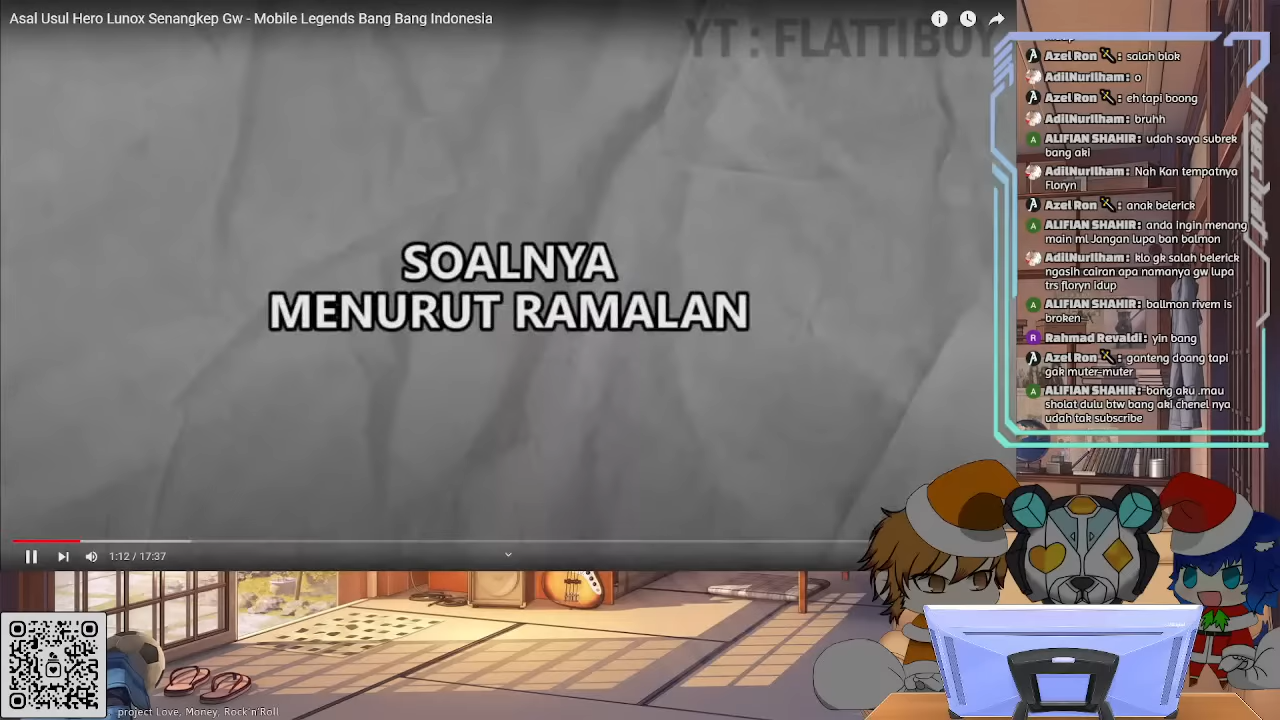 Asal Usul Hero Lunox Senangkep Gw - Mobile Legends Bang Bang Indonesia
YT : FLATTIBOY
SOALNYA
MENURUT RAMALAN
1:12 / 17:37
Azel Ron : salah blok
AdilNurIlham : o
Azel Ron : eh tapi boong
AdilNurIlham : bruhh
ALIFIAN SHAHIR : udah saya subrek
bang aki
AdilNurIlham : Nah Kan tempatnya
Floryn
Azel Ron : anak belerick
ALIFIAN SHAHIR : anda ingin menang
main ml Jangan lupa ban balmon
AdilNurIlham : klo gk salah belerick
ngasih cairan apa namanya gw lupa
trs floryn idup
ALIFIAN SHAHIR : ballmon rivem is
broken
Rahmad Revaldi : yin bang
Azel Ron : ganteng doang tapi
gak muter-muter
ALIFIAN SHAHIR : bang aku .mau
sholat dulu btw bang aki chenel nya
udah tak subscribe
livechat
project Love, Money, Rock'n'Roll